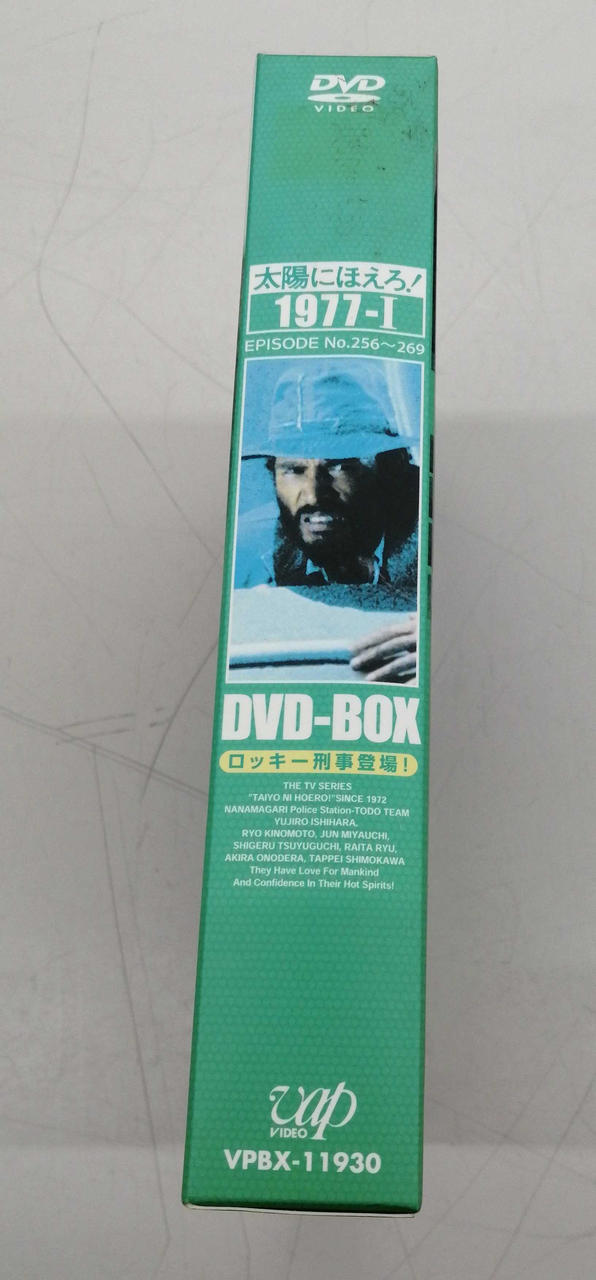 DVD
VIDEO
太陽にほえろ!
1977-I
EPISODE No.256～269
DVD-BOX
ロッキー刑事登場!
THE TV SERIES
"TAIYO NI HOERO!"SINCE 1972
NANAMAGARI Police Station-TODO TEAM
YUJIRO ISHIHARA,
RYO KINOMOTO, JUN MIYAUCHI,
SHIGERU TSUYUGUCHI, RAITA RYU,
AKIRA ONODERA, TAPPEI SHIMOKAWA
They Have Love For Mankind
And Confidence In Their Hot Spirits!
vap
VIDEO
VPBX-11930